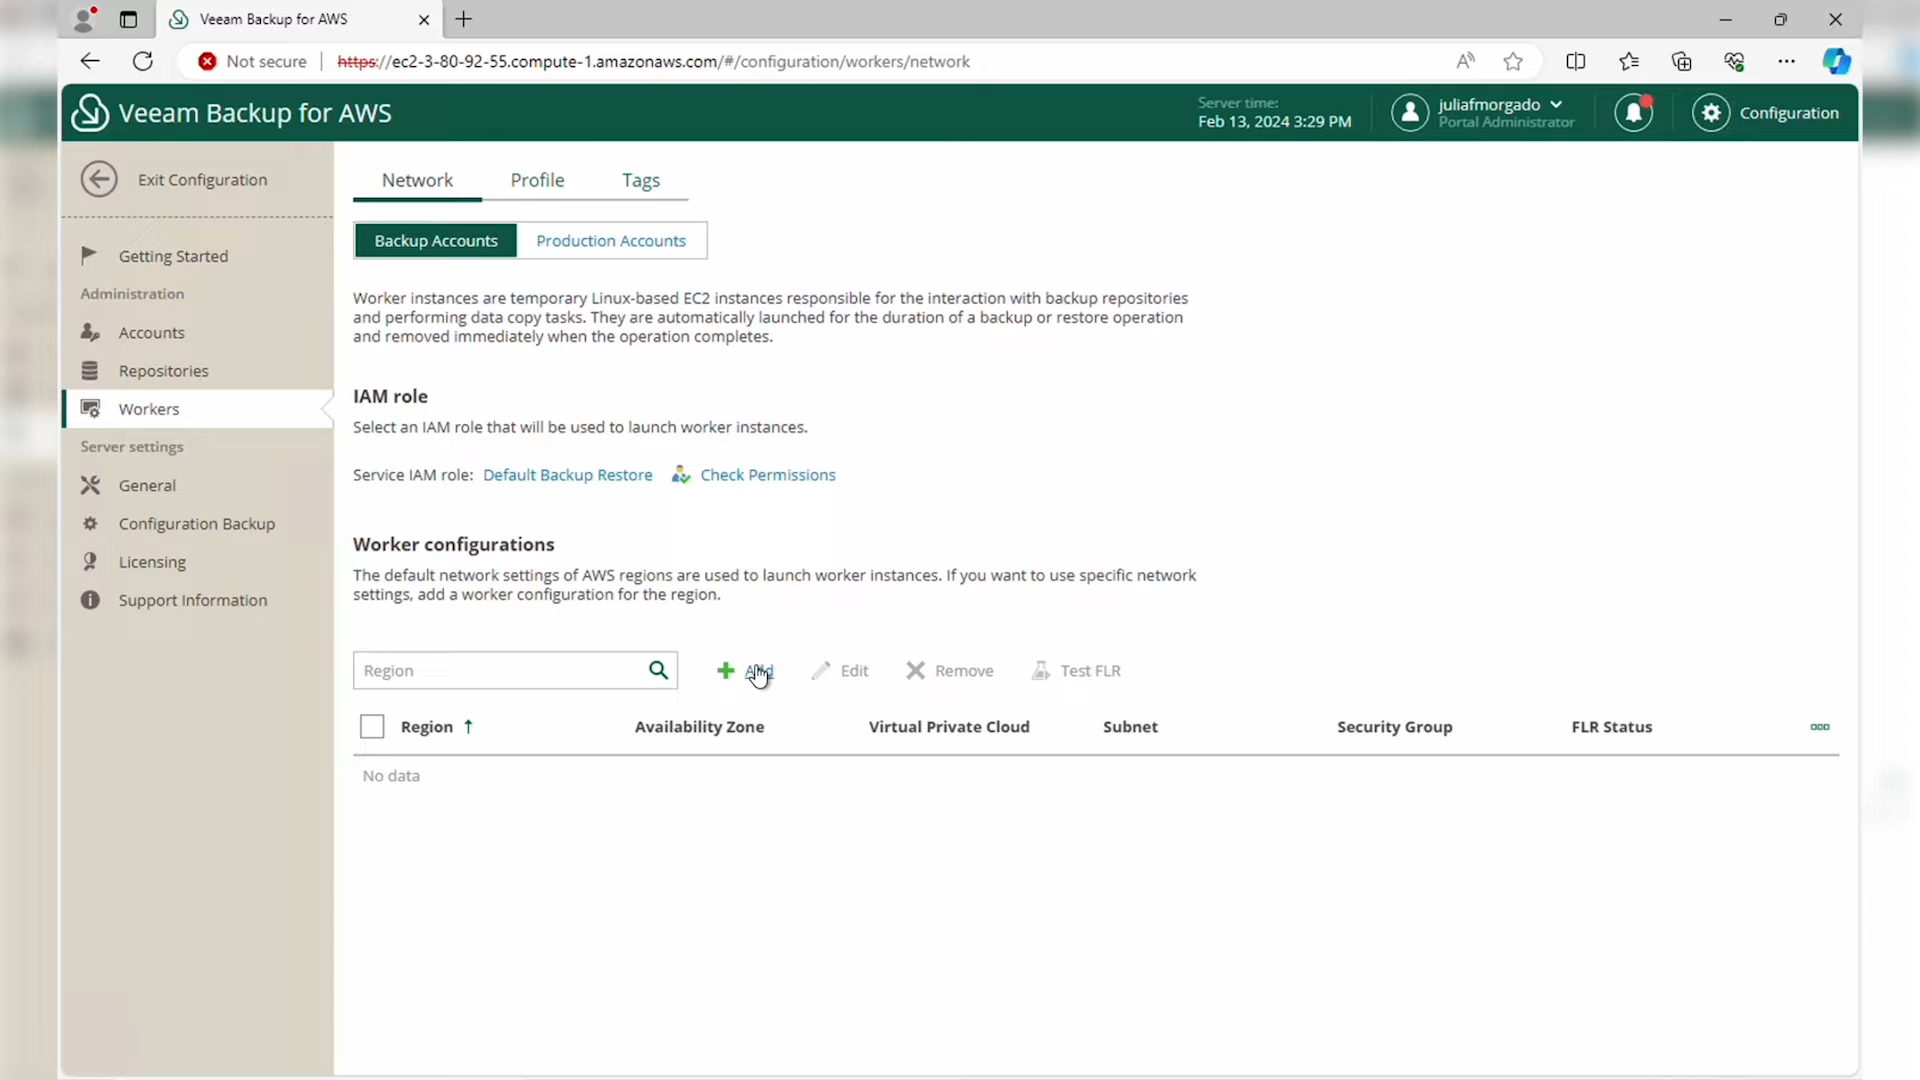 Veeam Backup for AWS
Not secure
https://ec2-3-80-92-55.compute-1.amazonaws.com/#/configuration/workers/network
Veeam Backup for AWS
Server time:
Feb 13, 2024 3:29 PM
juliafmorgado
Portal Administrator
Configuration
Exit Configuration
Getting Started
Administration
Accounts
Repositories
Workers
Server settings
General
Configuration Backup
Licensing
Support Information
Network Profile Tags
Backup Accounts Production Accounts
Worker instances are temporary Linux-based EC2 instances responsible for the interaction with backup repositories
and performing data copy tasks. They are automatically launched for the duration of a backup or restore operation
and removed immediately when the operation completes.
IAM role
Select an IAM role that will be used to launch worker instances.
Service IAM role: Default Backup Restore Check Permissions
Worker configurations
The default network settings of AWS regions are used to launch worker instances. If you want to use specific network
settings, add a worker configuration for the region.
Region Add Edit Remove Test FLR
Region Availability Zone Virtual Private Cloud Subnet Security Group FLR Status
No data